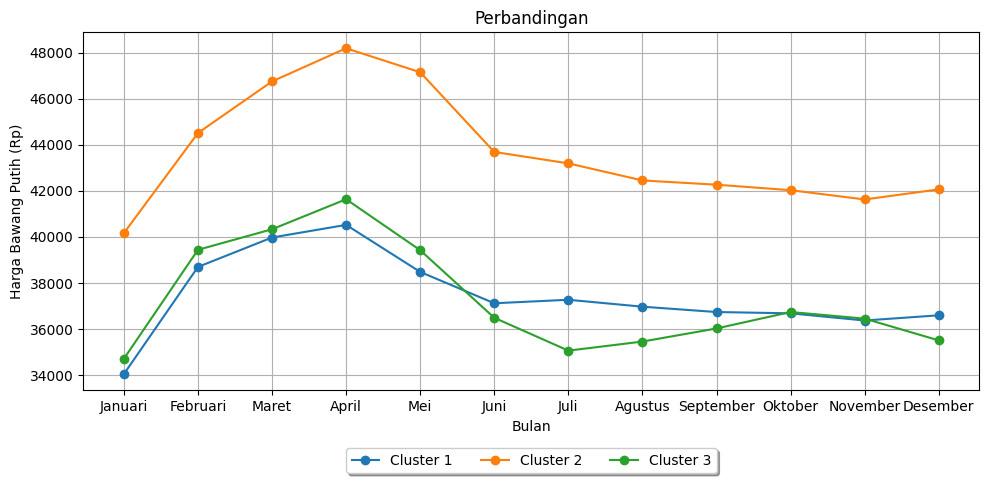 Perbandingan
Harga Bawang Putih (Rp)
48000
46000
44000
42000
40000
38000
36000
34000
Januari Februari Maret April Mei Juni Juli Agustus September Oktober November Desember
Bulan
Cluster 1 Cluster 2 Cluster 3